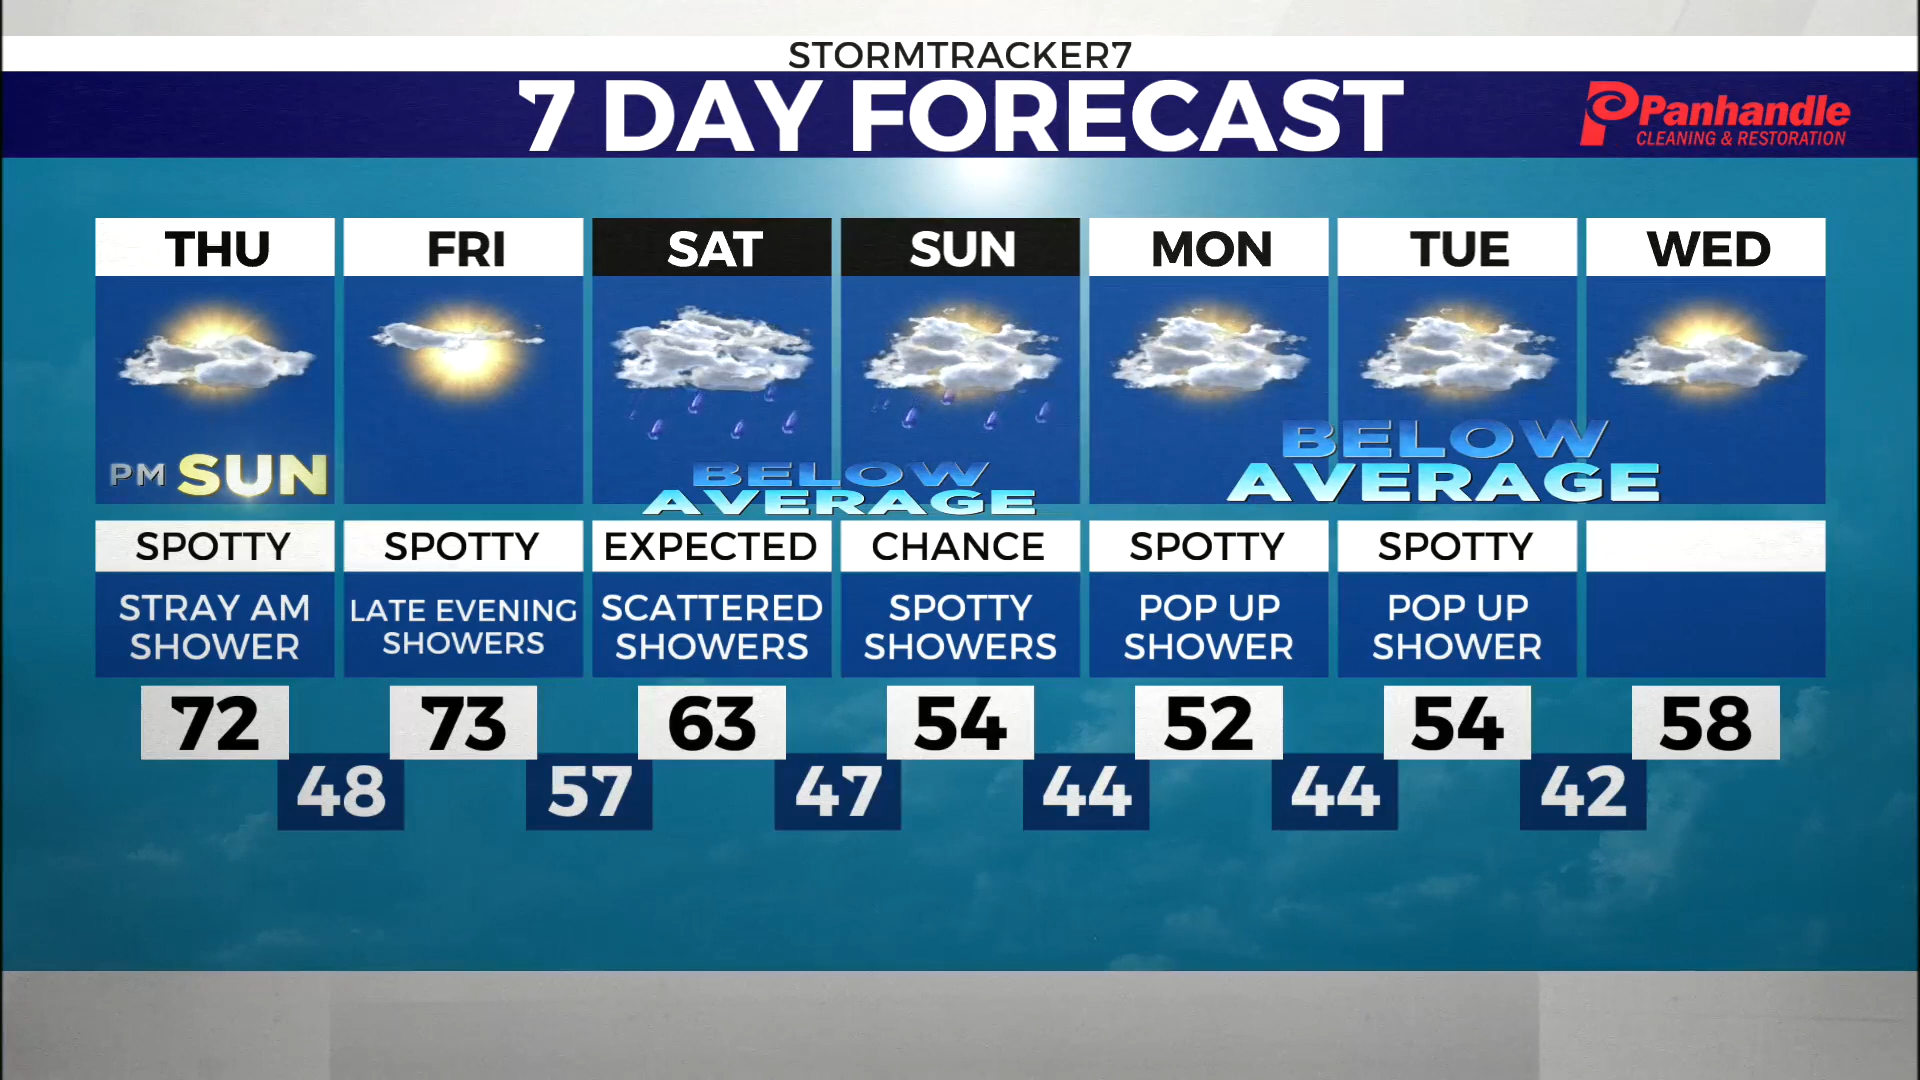 STORMTRACKER7
7 DAY FORECAST
Panhandle
CLEANING & RESTORATION
THU
FRI
SAT
SUN
MON
TUE
WED
PM SUN
BELOW
AVERAGE
BELOW
AVERAGE
SPOTTY
SPOTTY
EXPECTED
CHANCE
SPOTTY
SPOTTY
STRAY AM
SHOWER
LATE EVENING
SHOWERS
SCATTERED
SHOWERS
SPOTTY
SHOWERS
POP UP
SHOWER
POP UP
SHOWER
72
73
63
54
52
54
58
48
57
47
44
44
42